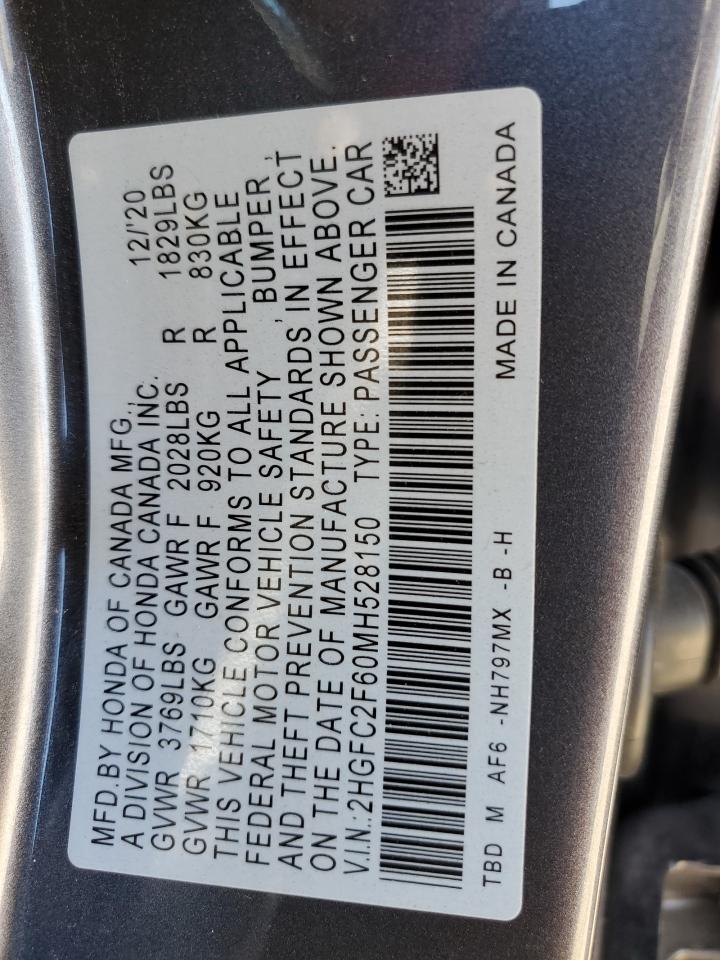 MFD.BY HONDA OF CANADA MFG.,
A DIVISION OF HONDA CANADA INC. 12/'20
GVWR 3769LBS GAWR F 2028LBS R 1829LBS
GVWR 1710KG GAWR F 920KG R 830KG
THIS VEHICLE CONFORMS TO ALL APPLICABLE
FEDERAL MOTOR VEHICLE SAFETY , BUMPER,
AND THEFT PREVENTION STANDARDS IN EFFECT
ON THE DATE OF MANUFACTURE SHOWN ABOVE.
V.I.N.:2HGFC2F60MH528150 TYPE:PASSENGER CAR
TBD M AF6 -NH797MX -B -H MADE IN CANADA